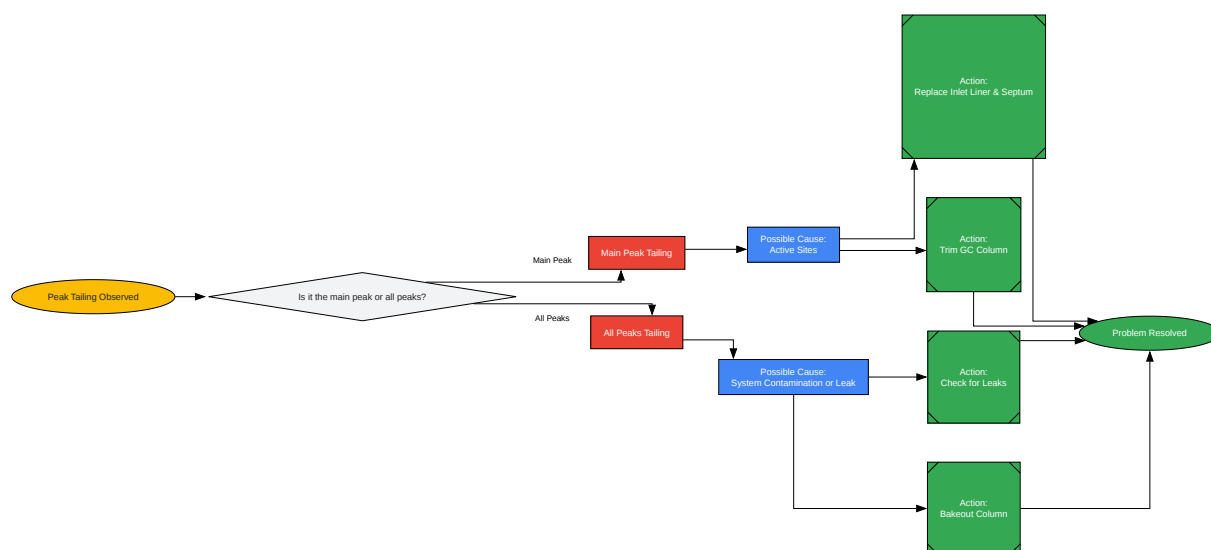 Peak Tailing Observed
Is it the main peak or all peaks?
Main Peak
All Peaks
Main Peak Tailing
All Peaks Tailing
Possible Cause:
Active Sites
Possible Cause:
System Contamination or Leak
Action:
Replace Inlet Liner & Septum
Action:
Trim GC Column
Action:
Check for Leaks
Action:
Bakeout Column
Problem Resolved